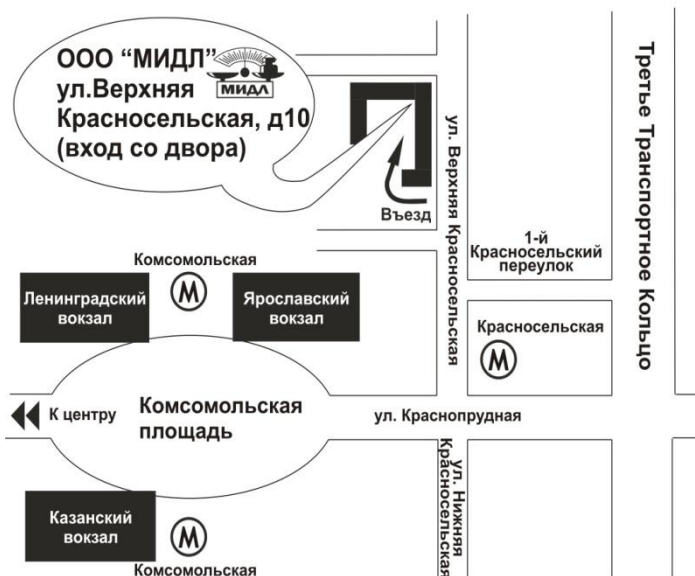 ООО “МИДЛ”
МИДЛ
ул.Верхняя
Красносельская, д10
(вход со двора)
Въезд
ул. Верхняя Красносельская
Третье Транспортное Кольцо
1-й
Красносельский
переулок
Комсомольская
М
Ленинградский
вокзал
Ярославский
вокзал
Красносельская
М
К центру
Комсомольская
площадь
ул. Краснопрудная
ул. Нижняя
Красносельская
Казанский
вокзал
М
Комсомольская